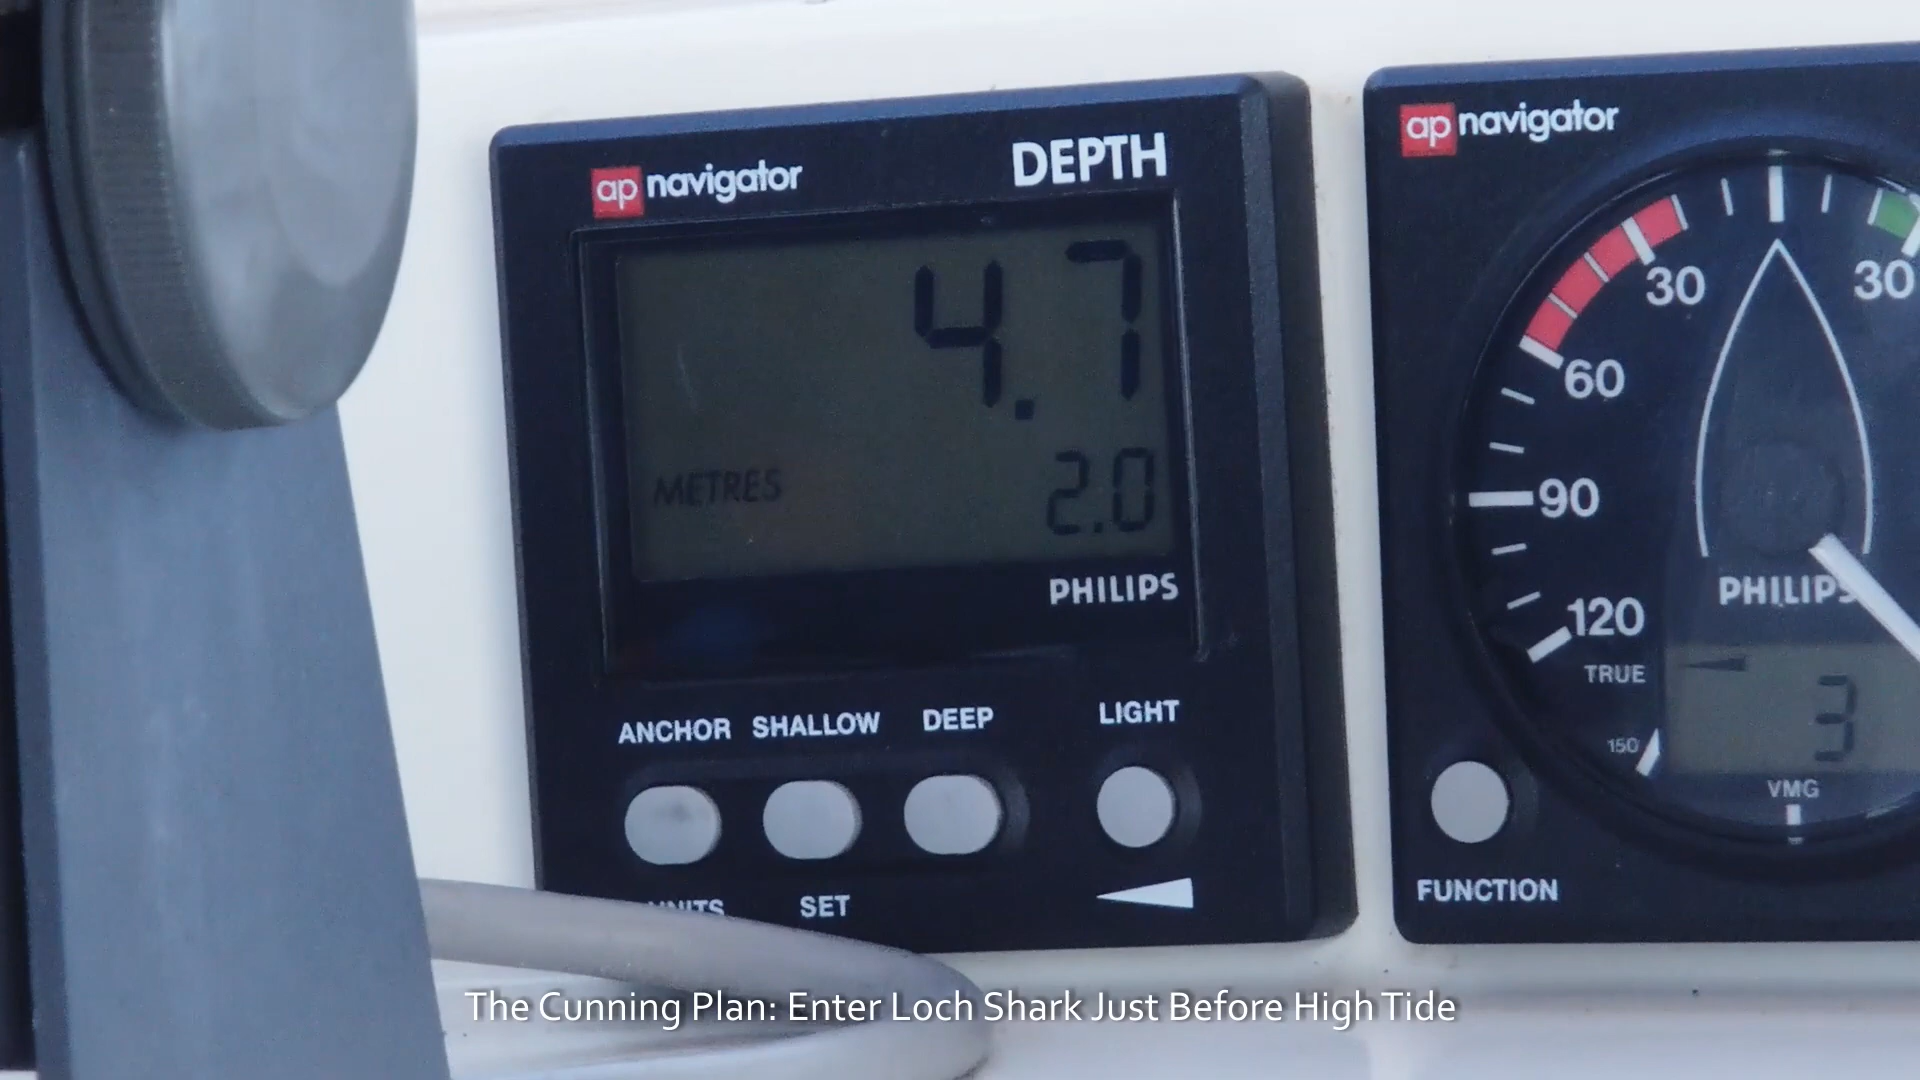 ap navigator DEPTH
4.7
METRES 2.0
PHILIPS
ANCHOR SHALLOW DEEP LIGHT
UNITS SET
ap navigator
30 30
60
90
PHILIPS
120
TRUE
3
150
VMG
FUNCTION
The Cunning Plan: Enter Loch Shark Just Before High Tide